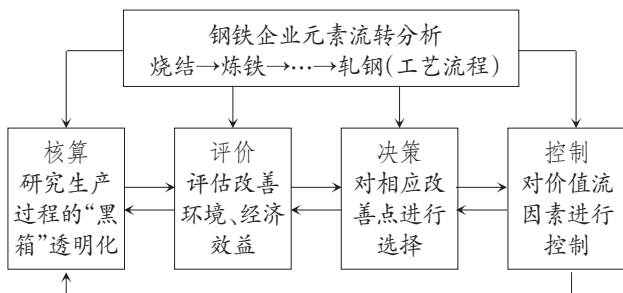 钢铁企业元素流转分析
烧结→炼铁→…→轧钢(工艺流程)
核算
研究生产
过程的“黑
箱”透明化
评价
评估改善
环境、经济
效益
决策
对相应改
善点进行
选择
控制
对价值流
因素进行
控制